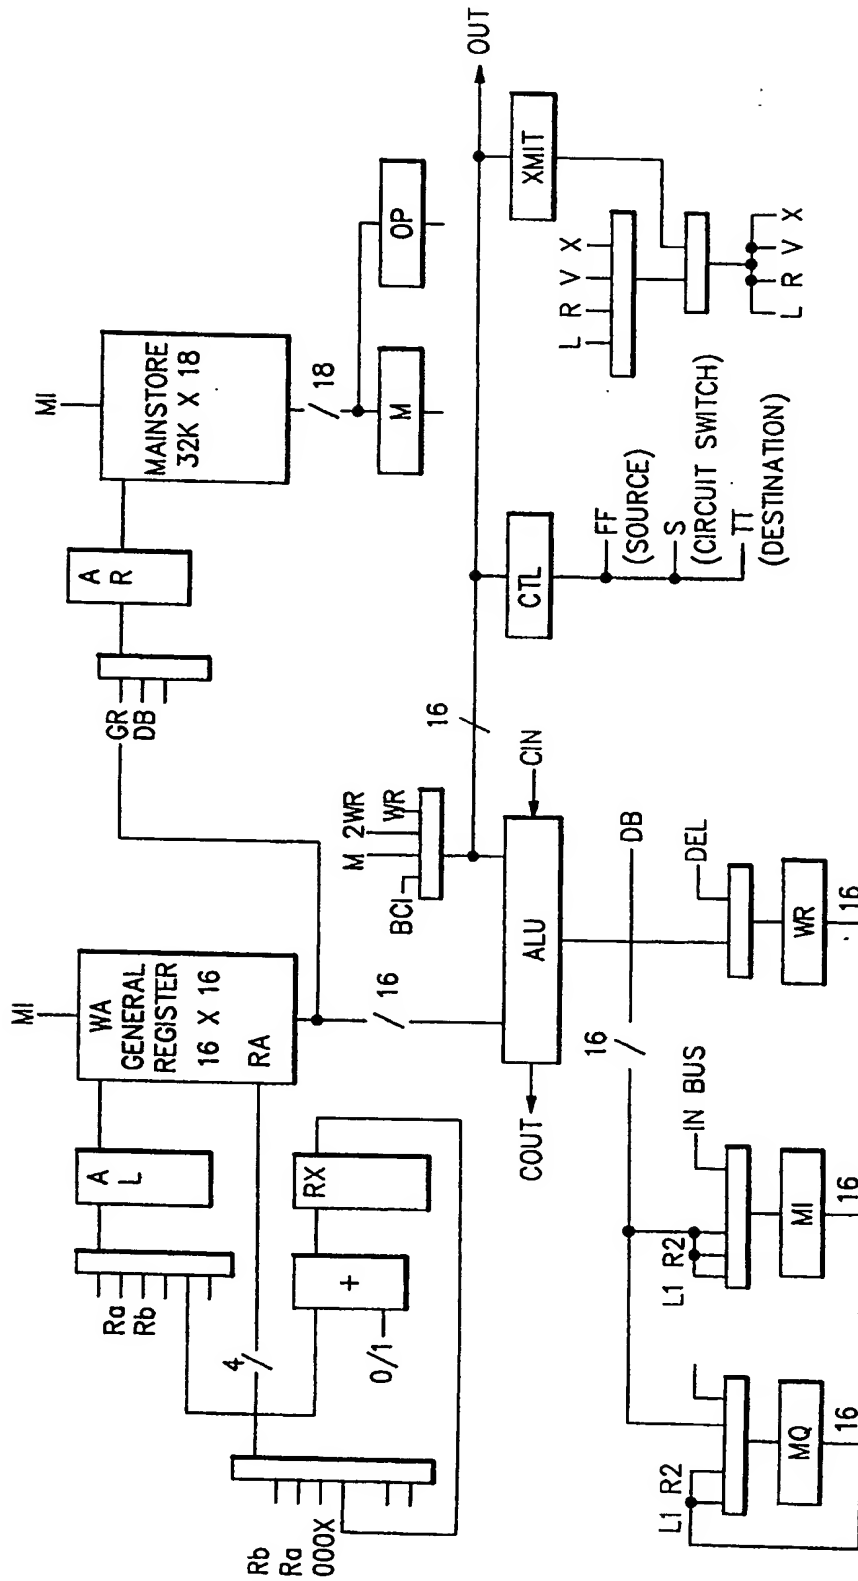 MI
MAINSTORE
32K X 18
18
M
OP
A
R
GR
DB
MI
WA
GENERAL
REGISTER
16 X 16
RA
16
A
L
Ra
Rb
RX
+
0/1
4
Rb
Ra
000X
OUT
XMIT
L R V X
L R V X
CTL
FF
(SOURCE)
S
(CIRCUIT SWITCH)
TT
(DESTINATION)
16
BCI
M
2WR
WR
CIN
ALU
COUT
DB
16
DEL
WR
16
IN BUS
L1 R2
MI
16
L1 R2
MQ
16